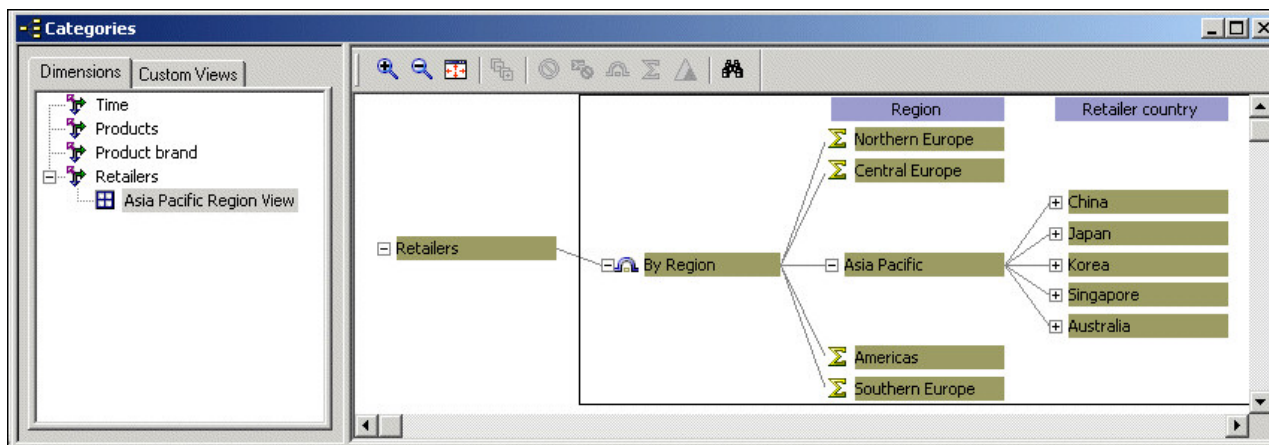 Categories
Dimensions
Custom Views
Time
Products
Product brand
Retailers
Asia Pacific Region View
Region
Retailer country
Northern Europe
Central Europe
China
Japan
Retailers
By Region
Asia Pacific
Korea
Singapore
Australia
Americas
Southern Europe